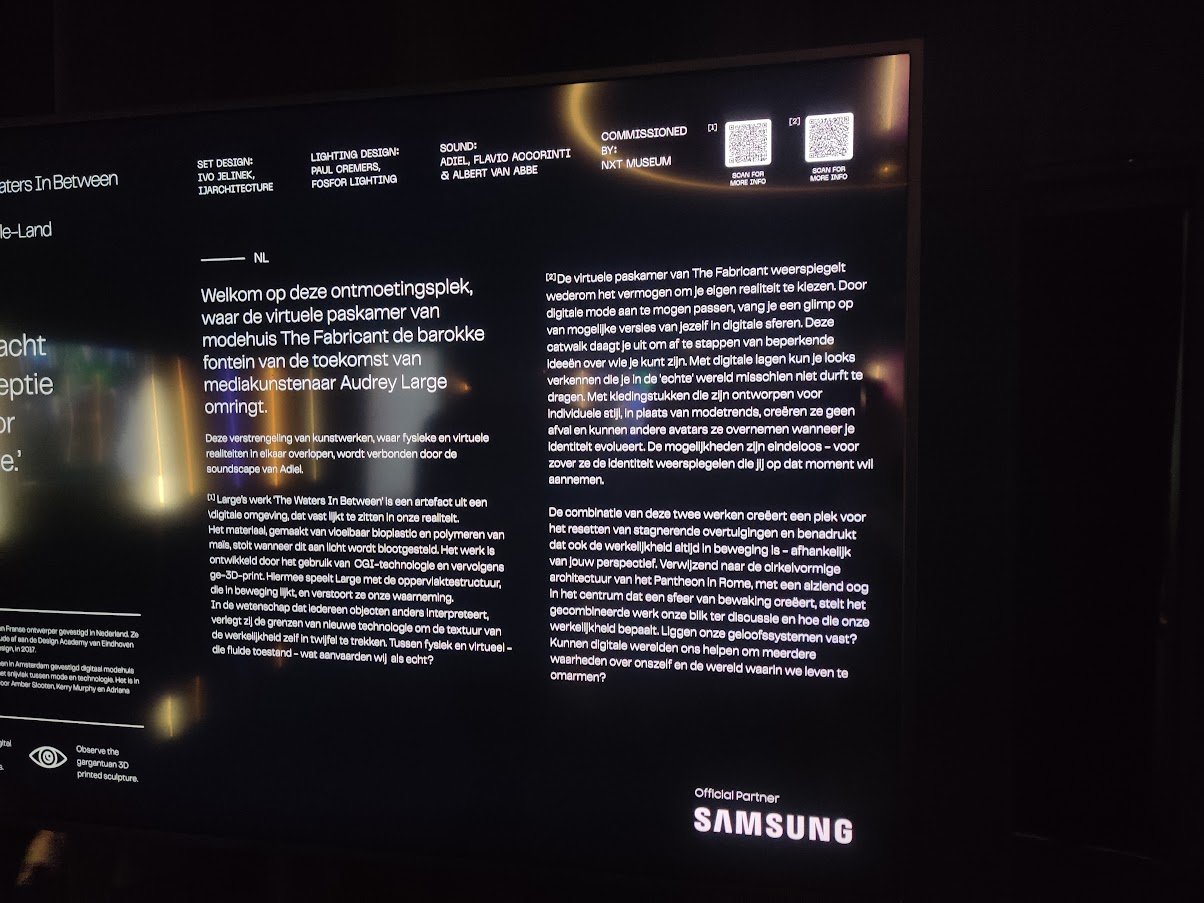 aters In Between
le-Land
acht
eptie
or
e.'
en Franse ontwerper gevestigd in Nederland. Ze
ude af aan de Design Academy van Eindhoven
sign, in 2017.
een in Amsterdam gevestigd digitaal modehuis
et snijvlak tussen mode en technologie. Het is in
oor Amber Slooten, Kerry Murphy en Adriana
gital
s.
Observe the
gargantuan 3D
printed sculpture.
SET DESIGN:
IVO JELINEK,
IJARCHITECTURE
LIGHTING DESIGN:
PAUL CREMERS,
FOSFOR LIGHTING
SOUND:
ADIEL, FLAVIO ACCORINTI
& ALBERT VAN ABBE
COMMISSIONED
BY:
NXT MUSEUM
[1]
SCAN FOR
MORE INFO
[2]
SCAN FOR
MORE INFO
NL
Welkom op deze ontmoetingsplek,
waar de virtuele paskamer van
modehuis The Fabricant de barokke
fontein van de toekomst van
mediakunstenaar Audrey Large
omringt.
Deze verstrengeling van kunstwerken, waar fysieke en virtuele
realiteiten in elkaar overlopen, wordt verbonden door de
soundscape van Adiel.
[1] Large's werk 'The Waters In Between' is een artefact uit een
\digitale omgeving, dat vast lijkt te zitten in onze realiteit.
Het materiaal, gemaakt van vloeibaar bioplastic en polymeren van
maïs, stolt wanneer dit aan licht wordt blootgesteld. Het werk is
ontwikkeld door het gebruik van CGI-technologie en vervolgens
ge-3D-print. Hiermee speelt Large met de oppervlaktestructuur,
die in beweging lijkt, en verstoort ze onze waarneming.
In de wetenschap dat iedereen objecten anders interpreteert,
verlegt zij de grenzen van nieuwe technologie om de textuur van
de werkelijkheid zelf in twijfel te trekken. Tussen fysiek en virtueel –
die fluïde toestand – wat aanvaarden wij als echt?
[2] De virtuele paskamer van The Fabricant weerspiegelt
wederom het vermogen om je eigen realiteit te kiezen. Door
digitale mode aan te mogen passen, vang je een glimp op
van mogelijke versies van jezelf in digitale sferen. Deze
catwalk daagt je uit om af te stappen van beperkende
ideeën over wie je kunt zijn. Met digitale lagen kun je looks
verkennen die je in de 'echte' wereld misschien niet durft te
dragen. Met kledingstukken die zijn ontworpen voor
individuele stijl, in plaats van modetrends, creëren ze geen
afval en kunnen andere avatars ze overnemen wanneer je
identiteit evolueert. De mogelijkheden zijn eindeloos – voor
zover ze de identiteit weerspiegelen die jij op dat moment wil
aannemen.
De combinatie van deze twee werken creëert een plek voor
het resetten van stagnerende overtuigingen en benadrukt
dat ook de werkelijkheid altijd in beweging is – afhankelijk
van jouw perspectief. Verwijzend naar de cirkelvormige
architectuur van het Pantheon in Rome, met een alziend oog
in het centrum dat een sfeer van bewaking creëert, stelt het
gecombineerde werk onze blik ter discussie en hoe die onze
werkelijkheid bepaalt. Liggen onze geloofssystemen vast?
Kunnen digitale werelden ons helpen om meerdere
waarheden over onszelf en de wereld waarin we leven te
omarmen?
Official Partner
SAMSUNG